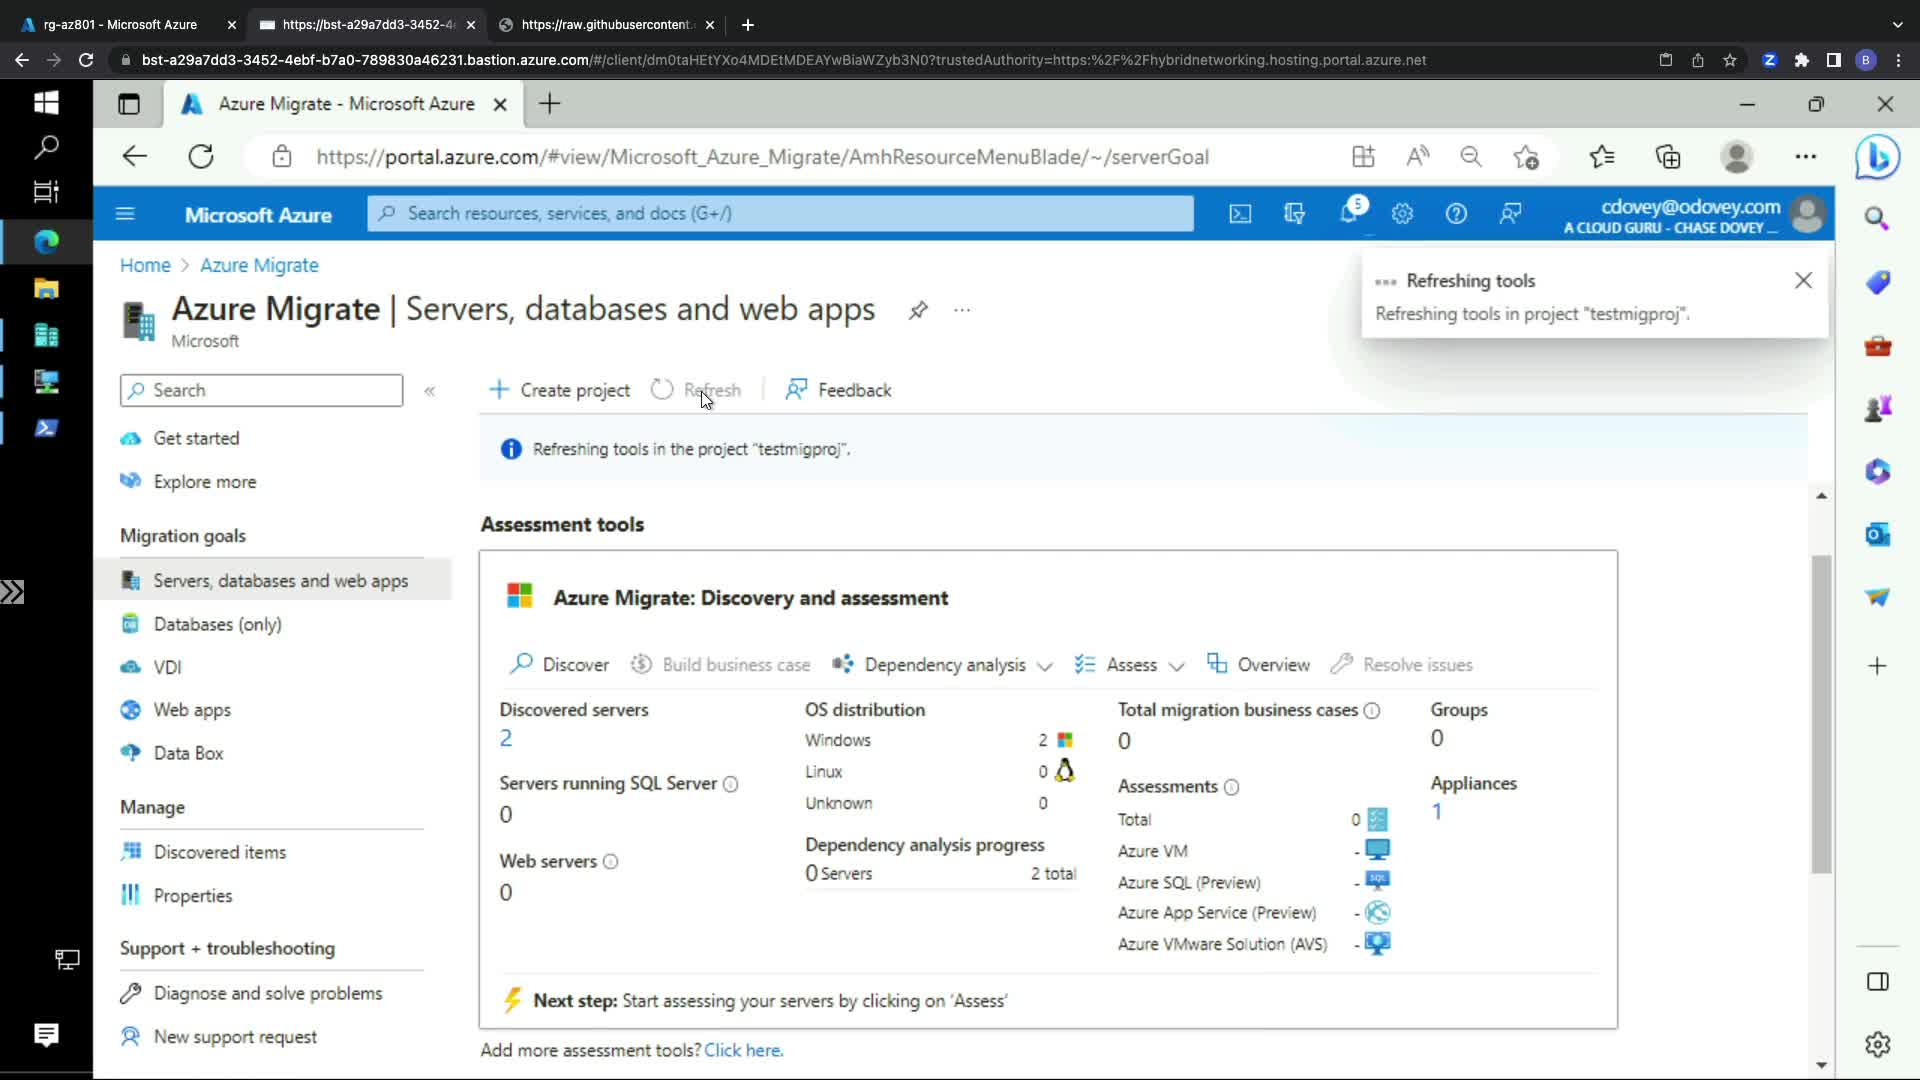 rg-az801 - Microsoft Azure
https://bst-a29a7dd3-3452-4
https://raw.githubusercontent.
bst-a29a7dd3-3452-4ebf-b7a0-789830a46231.bastion.azure.com/#/client/dm0taHEtYXo4MDEtMDEAYwBiaWZyb3N0?trustedAuthority=https:%2F%2Fhybridnetworking.hosting.portal.azure.net
B
Azure Migrate - Microsoft Azure
https://portal.azure.com/#view/Microsoft_Azure_Migrate/AmhResourceMenuBlade/~/serverGoal
Microsoft Azure
Search resources, services, and docs (G+/)
5
cdovey@odovey.com
A CLOUD GURU - CHASE DOVEY ...
Home > Azure Migrate
Azure Migrate | Servers, databases and web apps
Microsoft
Refreshing tools
Refreshing tools in project "testmigproj".
Search
Create project
Refresh
Feedback
Refreshing tools in the project "testmigproj".
Get started
Explore more
Migration goals
Servers, databases and web apps
Databases (only)
VDI
Web apps
Data Box
Manage
Discovered items
Properties
Support + troubleshooting
Diagnose and solve problems
New support request
Assessment tools
Azure Migrate: Discovery and assessment
Discover
Build business case
Dependency analysis
Assess
Overview
Resolve issues
Discovered servers
2
Servers running SQL Server
0
Web servers
0
OS distribution
Windows 2
Linux 0
Unknown 0
Dependency analysis progress
0 Servers 2 total
Total migration business cases
0
Assessments
Total 0
Azure VM -
Azure SQL (Preview) -
Azure App Service (Preview) -
Azure VMware Solution (AVS) -
Groups
0
Appliances
1
Next step: Start assessing your servers by clicking on 'Assess'
Add more assessment tools? Click here.